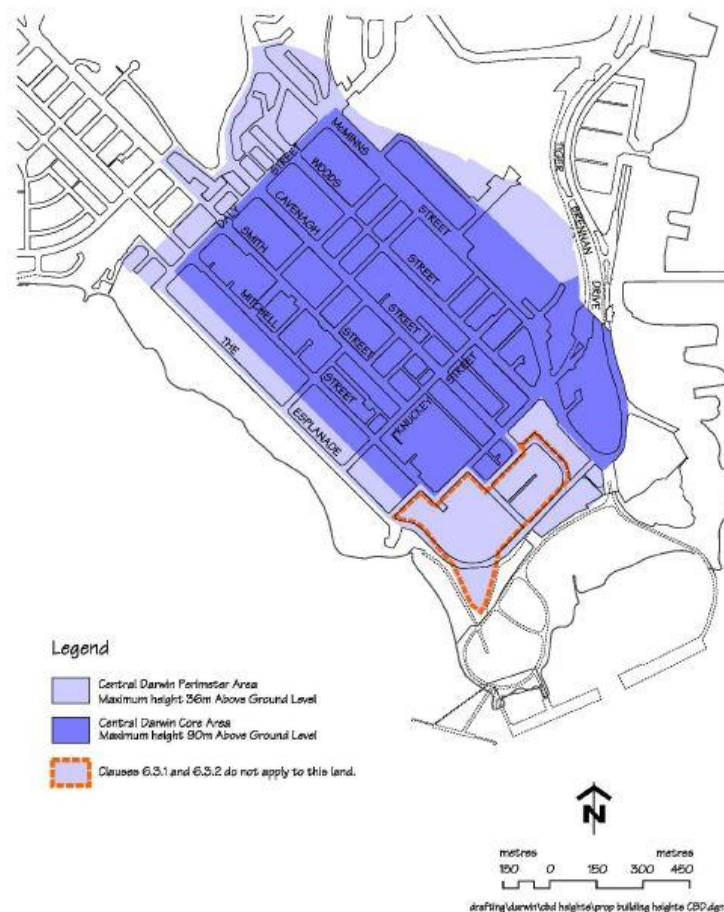 McMINNS
STREET
WOODS
STREET
CAVENAGH
STREET
SMITH
STREET
MITCHELL
STREET
THE
ESPLANADE
DALY
STREET
KNUCKEY
STREET
TIGER
BRENNAN
DRIVE
Legend
Central Darwin Perimeter Area
Maximum height 36m Above Ground Level
Central Darwin Core Area
Maximum height 90m Above Ground Level
Clauses 6.3.1 and 6.3.2 do not apply to this land.
N
metres metres
150 0 150 300 450
drafting\darwin\cbd heights\prop building heights CBD.dgn